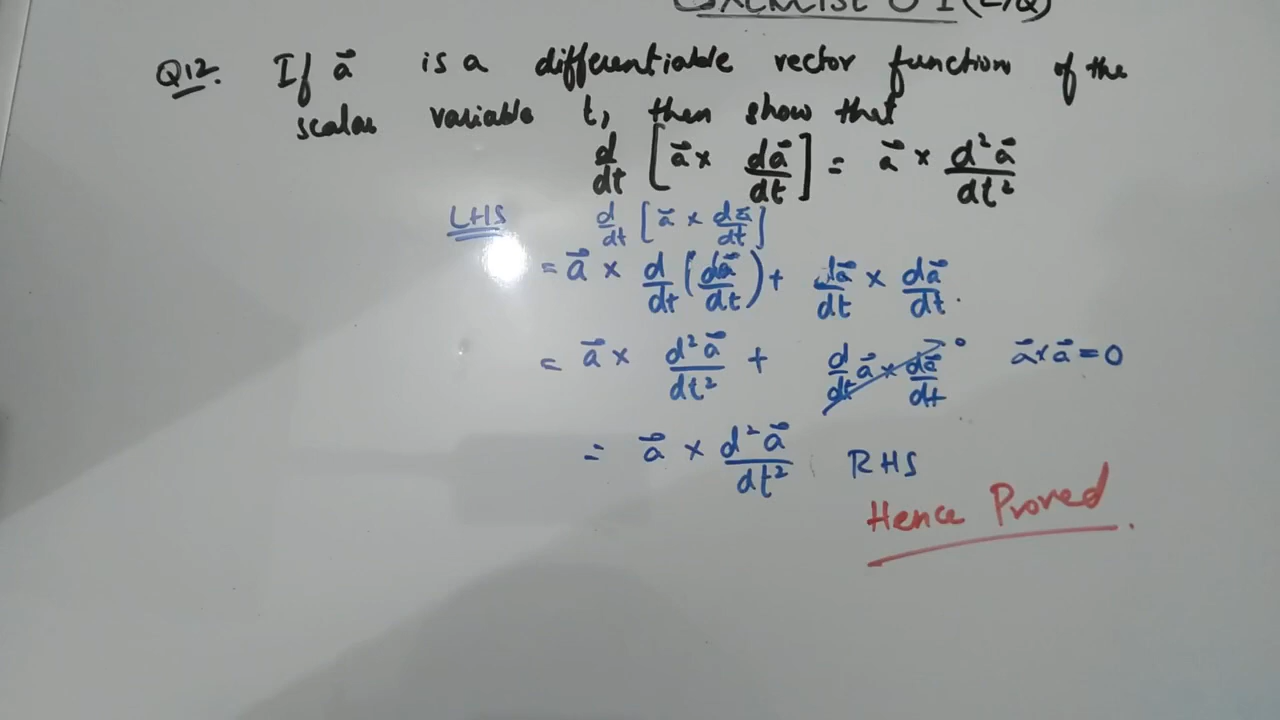 Q12. If a⃗ is a differentiable vector function of the
scalar variable t, then show that
d/dt [a⃗ × da⃗/dt] = a⃗ × d²a⃗/dt²
LHS d/dt [a⃗ × da⃗/dt]
= a⃗ × d/dt (da⃗/dt) + da⃗/dt × da⃗/dt.
= a⃗ × d²a⃗/dt² + d/dt a⃗ × da⃗/dt → 0 a⃗×a⃗ = 0
= a⃗ × d²a⃗/dt² RHS
Hence Proved.